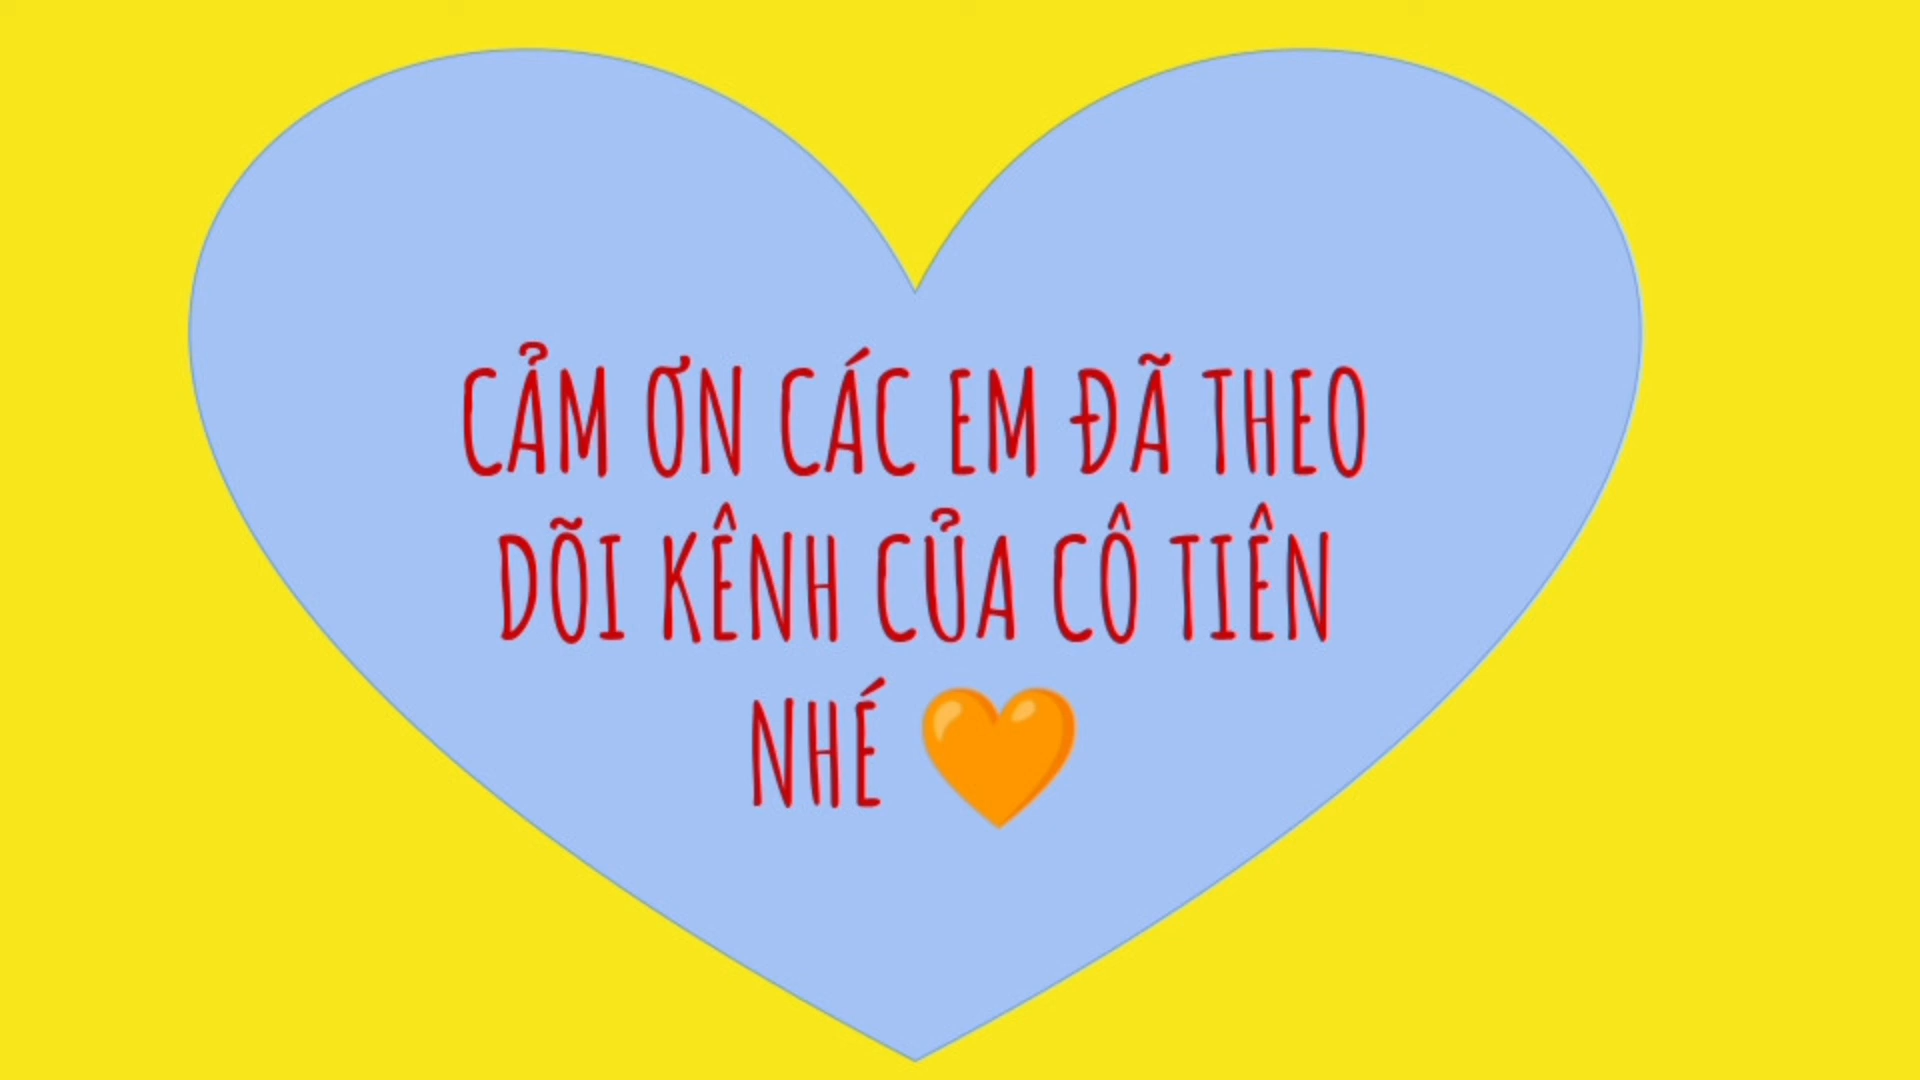 CẢM ƠN CÁC EM ĐÃ THEO
DÕI KÊNH CỦA CÔ TIÊN
NHÉ 🧡